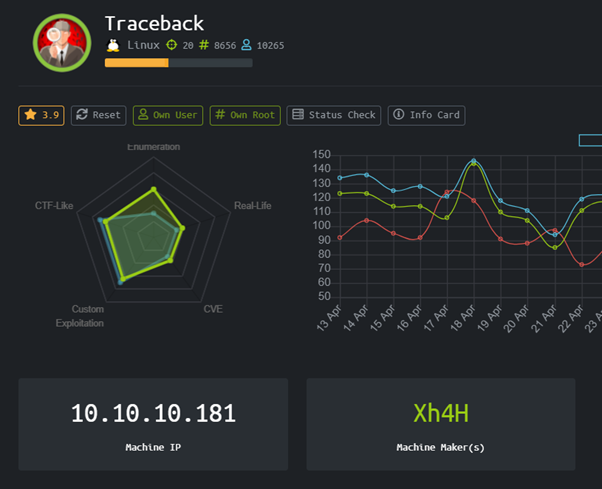 Traceback
Linux 20 8656 10265
3.9 Reset Own User Own Root Status Check Info Card
Enumeration
CTF-Like
Real-Life
Custom
Exploitation
CVE
150
140
130
120
110
100
90
80
70
60
50
13 Apr
14 Apr
15 Apr
16 Apr
17 Apr
18 Apr
19 Apr
20 Apr
21 Apr
22 Apr
23
10.10.10.181
Machine IP
Xh4H
Machine Maker(s)